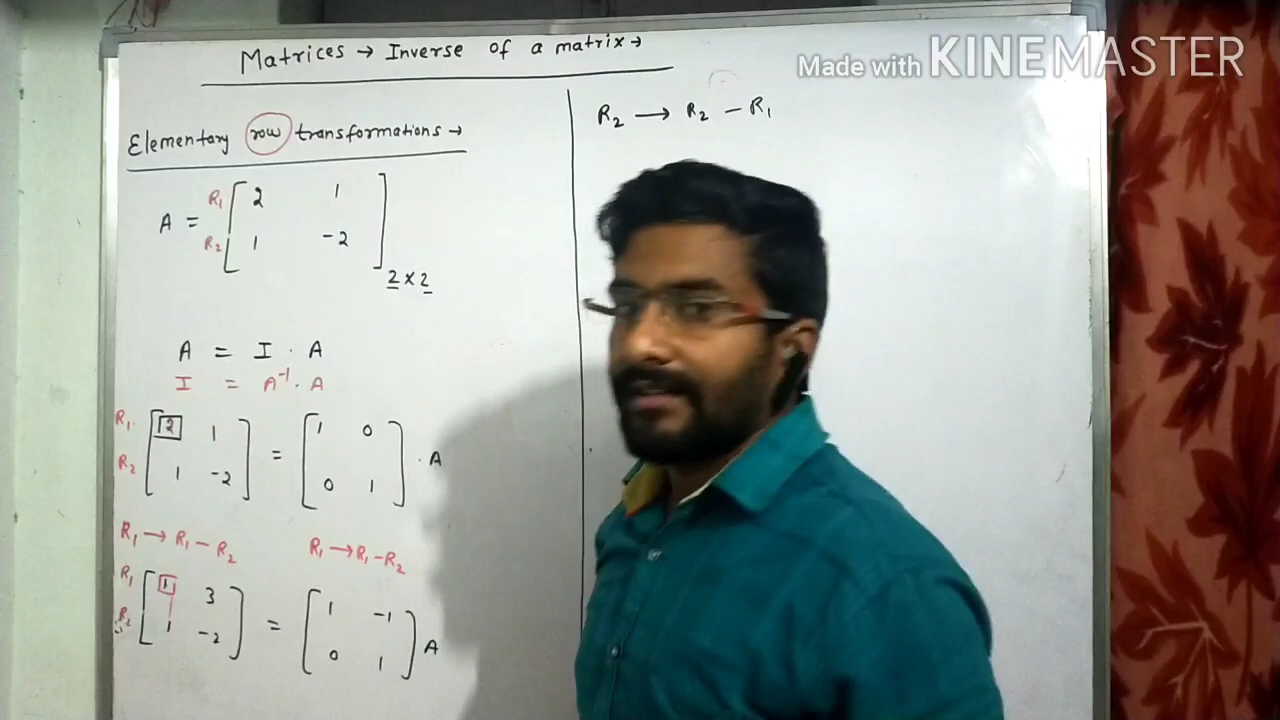 Matrices → Inverse of a matrix →
Made with KINEMASTER
Elementary row transformations →
A = R₁ [ 2 1
R₂ 1 -2 ] 2×2
A = I · A
I = A⁻¹ · A
R₁ [ 2 1 = [ 1 0
R₂ 1 -2 ] 0 1 ] · A
R₁ → R₁ - R₂ R₁ → R₁ - R₂
R₁ [ 1 3 = [ 1 -1
R₂ 1 -2 ] 0 1 ] A
R₂ → R₂ - R₁